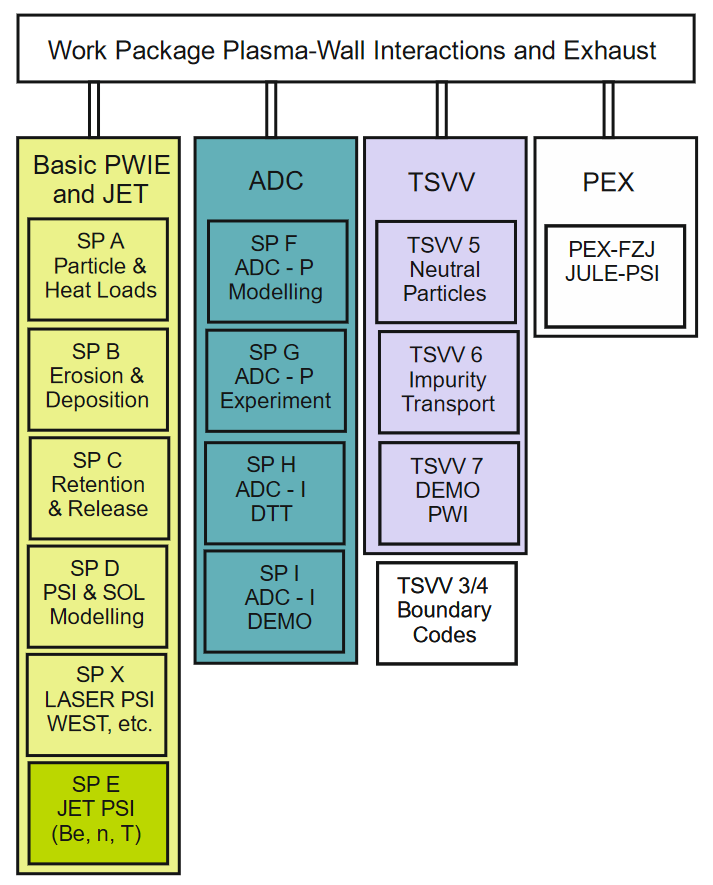 Work Package Plasma-Wall Interactions and Exhaust
Basic PWIE
and JET
SP A
Particle &
Heat Loads
SP B
Erosion &
Deposition
SP C
Retention
& Release
SP D
PSI & SOL
Modelling
SP X
LASER PSI
WEST, etc.
SP E
JET PSI
(Be, n, T)
ADC
SP F
ADC - P
Modelling
SP G
ADC - P
Experiment
SP H
ADC - I
DTT
SP I
ADC - I
DEMO
TSVV
TSVV 5
Neutral
Particles
TSVV 6
Impurity
Transport
TSVV 7
DEMO
PWI
TSVV 3/4
Boundary
Codes
PEX
PEX-FZJ
JULE-PSI